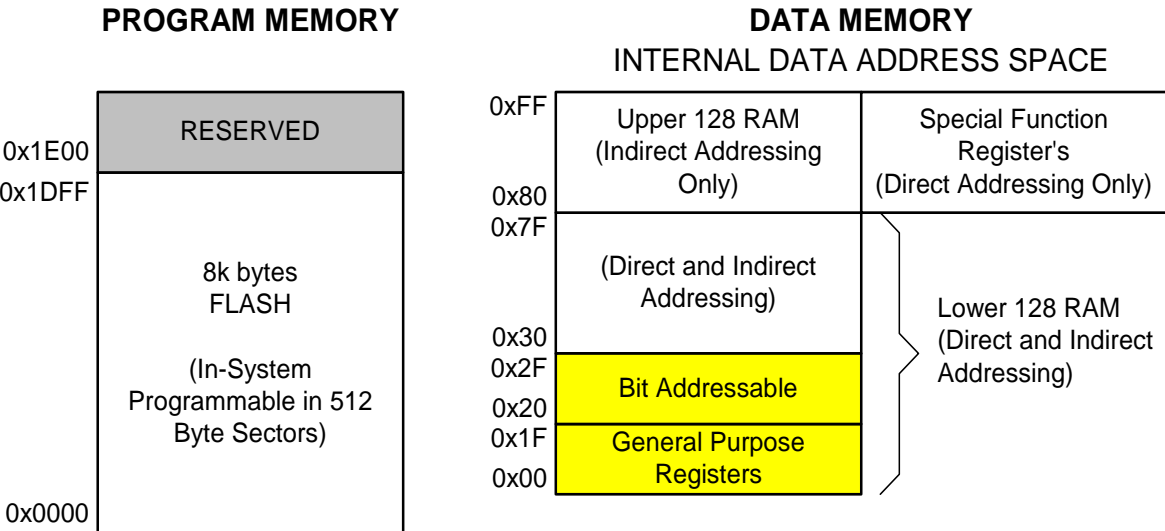 PROGRAM MEMORY
RESERVED
0x1E00
0x1DFF
8k bytes
FLASH
(In-System
Programmable in 512
Byte Sectors)
0x0000
DATA MEMORY
INTERNAL DATA ADDRESS SPACE
0xFF
Upper 128 RAM
(Indirect Addressing
Only)
0x80
Special Function
Register's
(Direct Addressing Only)
0x7F
(Direct and Indirect
Addressing)
0x30
0x2F
Bit Addressable
0x20
0x1F
General Purpose
Registers
0x00
Lower 128 RAM
(Direct and Indirect
Addressing)